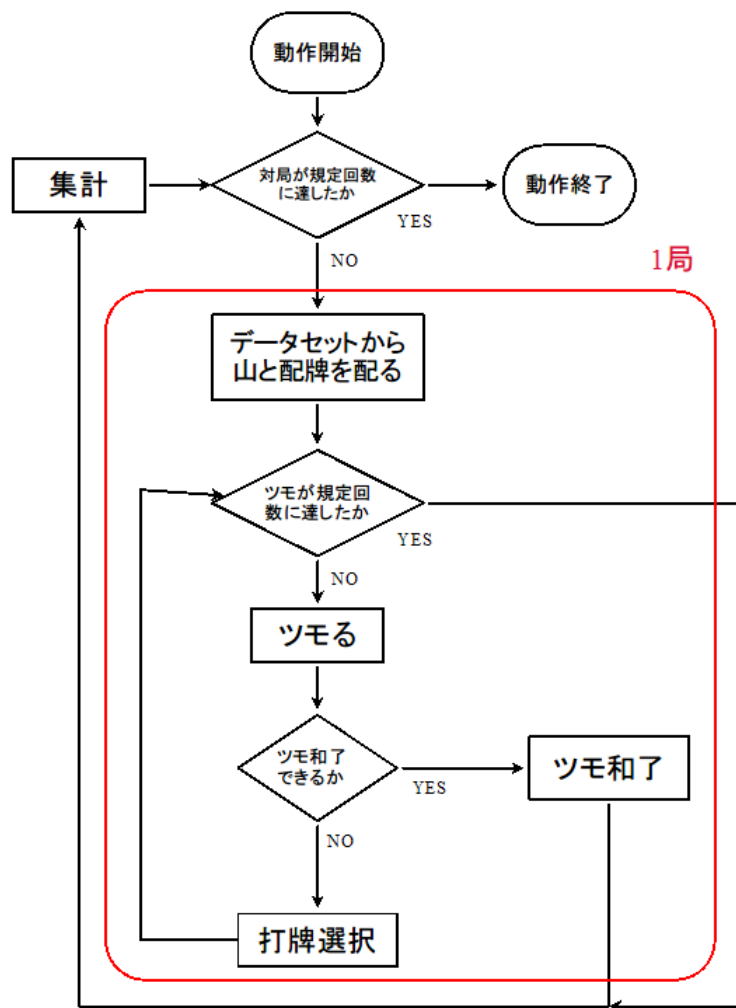 動作開始
集計
対局が規定回数
に達したか
動作終了
YES
NO
1局
データセットから
山と配牌を配る
ツモが規定回
数に達したか
YES
NO
ツモる
ツモ和了
できるか
ツモ和了
YES
NO
打牌選択